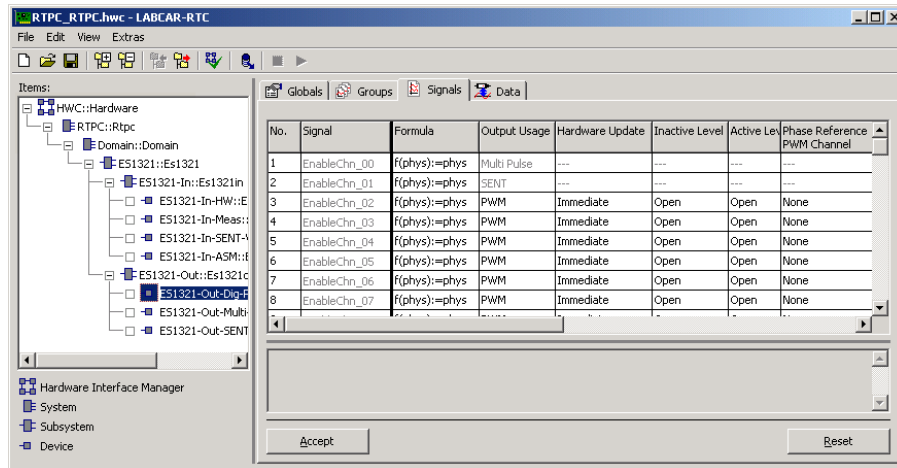 RTPC_RTPC.hwc - LABCAR-RTC
File Edit View Extras
Items:
HWC::Hardware
RTPC::Rtpc
Domain::Domain
ES1321::Es1321
ES1321-In::Es1321in
ES1321-In-HW::E
ES1321-In-Meas::
ES1321-In-SENT-
ES1321-In-ASM::E
ES1321-Out::Es1321o
ES1321-Out-Dig-P
ES1321-Out-Multi-
ES1321-Out-SENT
Hardware Interface Manager
System
Subsystem
Device
Globals Groups Signals Data
No. Signal Formula Output Usage Hardware Update Inactive Level Active Lev Phase Reference PWM Channel
1 EnableChn_00 f(phys):=phys Multi Pulse --- --- --- ---
2 EnableChn_01 f(phys):=phys SENT --- --- --- ---
3 EnableChn_02 f(phys):=phys PWM Immediate Open Open None
4 EnableChn_03 f(phys):=phys PWM Immediate Open Open None
5 EnableChn_04 f(phys):=phys PWM Immediate Open Open None
6 EnableChn_05 f(phys):=phys PWM Immediate Open Open None
7 EnableChn_06 f(phys):=phys PWM Immediate Open Open None
8 EnableChn_07 f(phys):=phys PWM Immediate Open Open None
Accept Reset